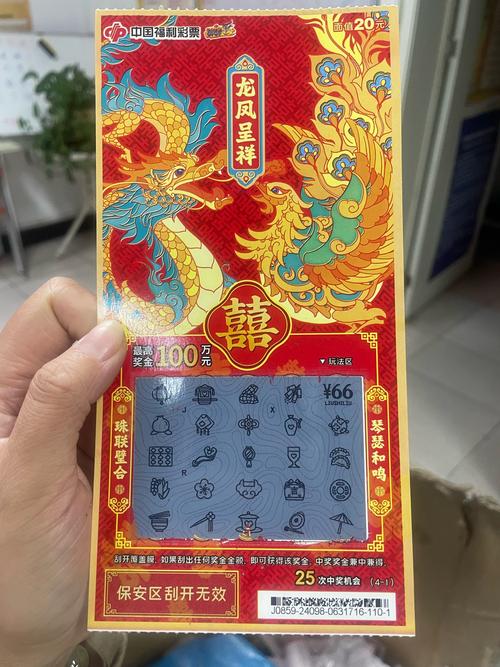 中国福利彩票
面值20元
龙凤呈祥
囍
最高奖金100万元
▼玩法区
¥66
LIUSHILIU
J
X
R
珠联璧合
琴瑟和鸣
刮开覆盖膜,如果刮出任何奖金金额,即可获得该奖金。中奖奖金兼中兼得。
25次中奖机会(4-1)
保安区刮开无效
J0859-24098-0631716-110-1